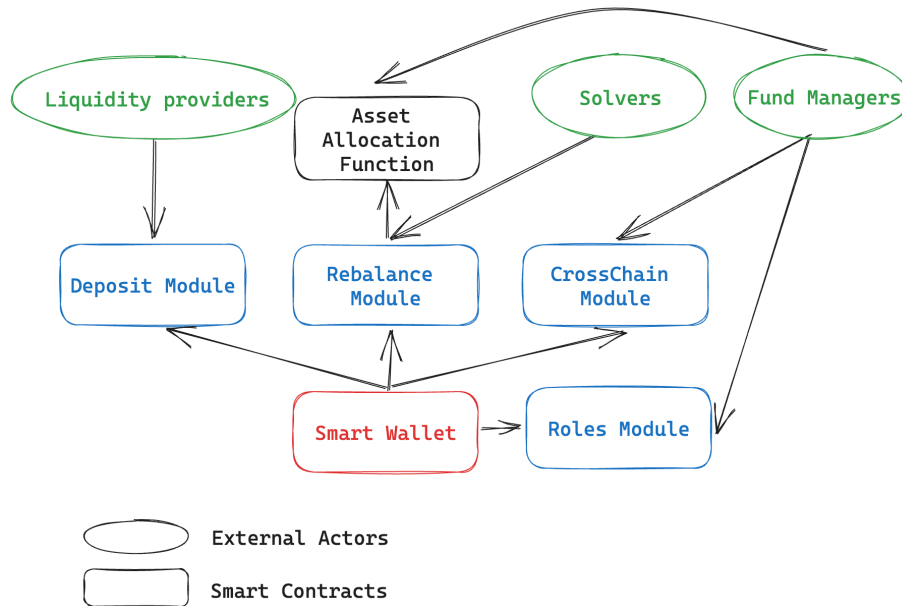 Liquidity providers
Asset
Allocation
Function
Solvers
Fund Managers
Deposit Module
Rebalance
Module
CrossChain
Module
Smart Wallet
Roles Module
External Actors
Smart Contracts